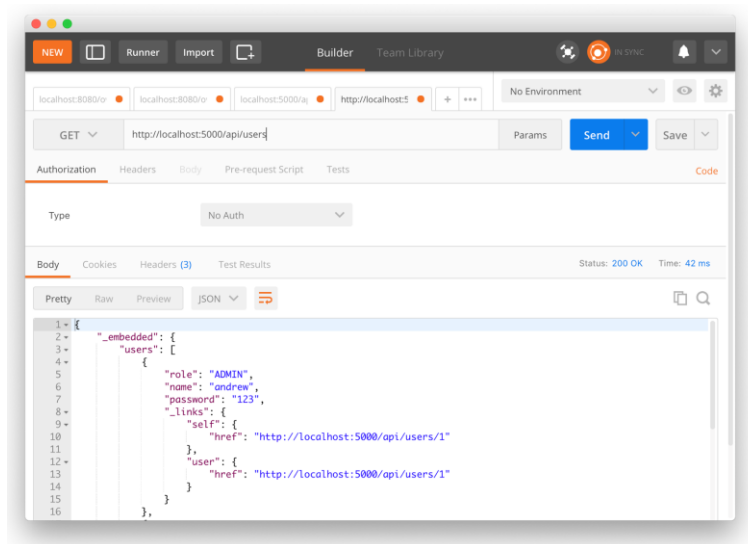 NEW Runner Import Builder Team Library IN SYNC
localhost:8080/o localhost:8080/o localhost:5000/a http://localhost:5 + ••• No Environment
GET http://localhost:5000/api/users Params Send Save
Authorization Headers Body Pre-request Script Tests Code
Type No Auth
Body Cookies Headers (3) Test Results Status: 200 OK Time: 42 ms
Pretty Raw Preview JSON
1 {
2 "_embedded": {
3 "users": [
4 {
5 "role": "ADMIN",
6 "name": "andrew",
7 "password": "123",
8 "_links": {
9 "self": {
10 "href": "http://localhost:5000/api/users/1"
11 },
12 "user": {
13 "href": "http://localhost:5000/api/users/1"
14 }
15 }
16 },